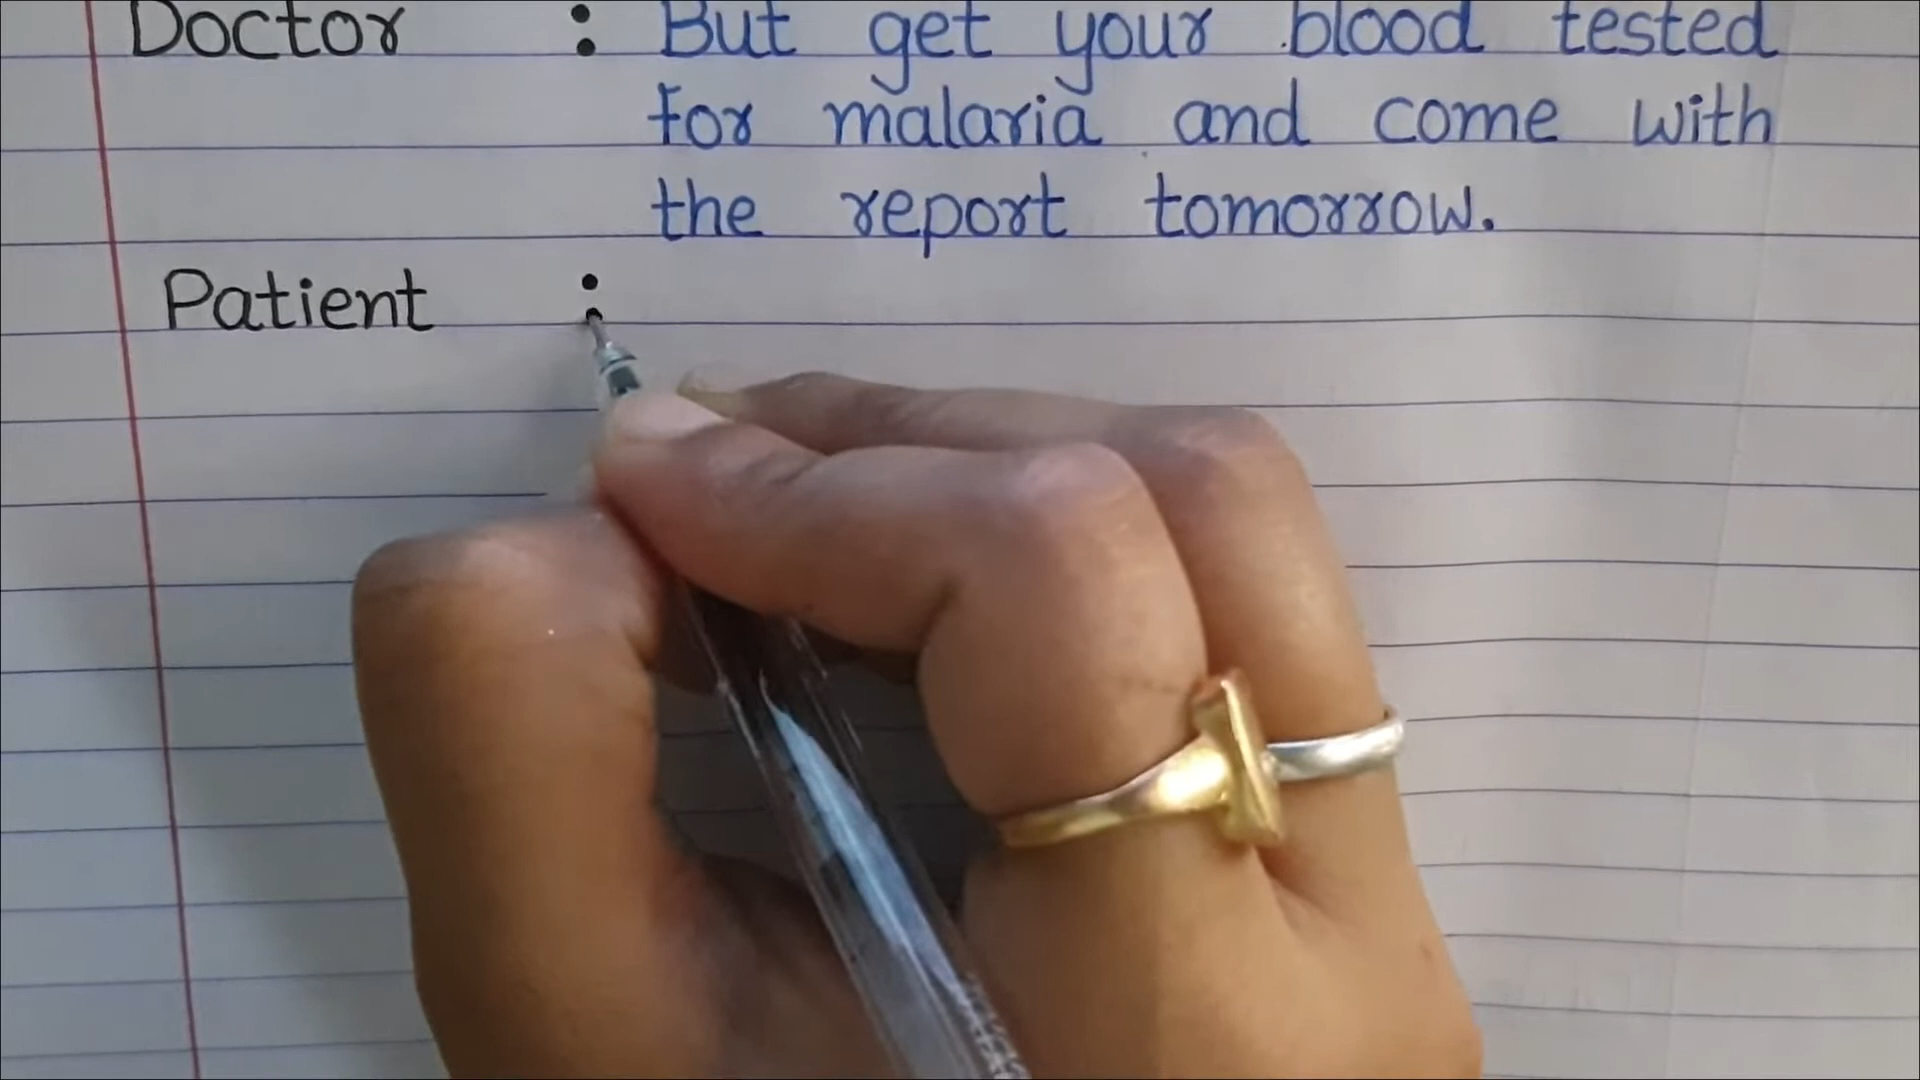 Doctor : But get your blood tested
for malaria and come with
the report tomorrow.
Patient :